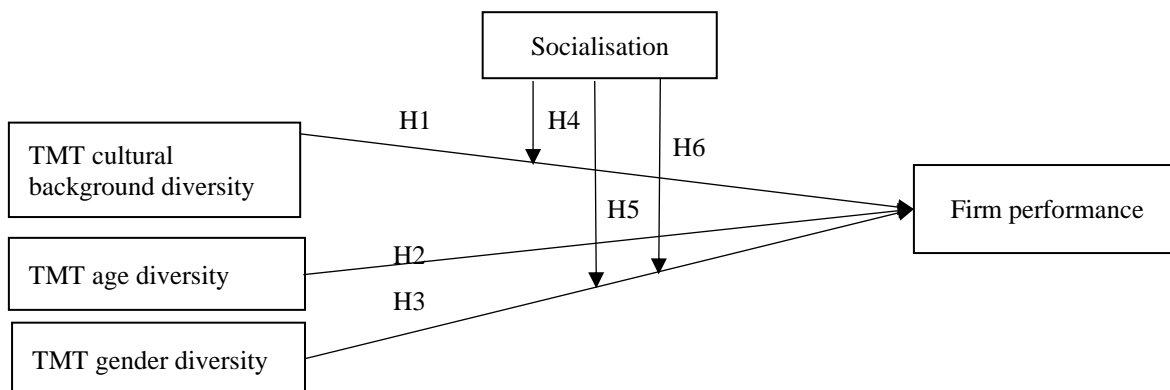 Socialisation
H1
H4
H6
TMT cultural
background diversity
Firm performance
H5
H2
TMT age diversity
H3
TMT gender diversity